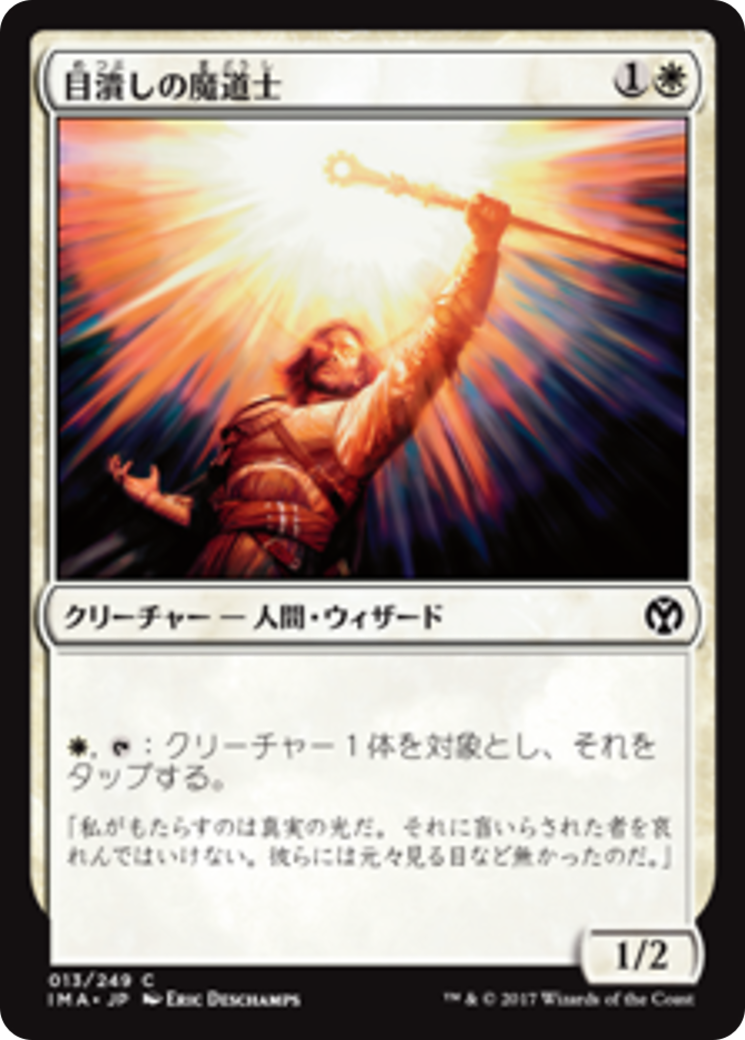 目潰しの魔道士 1
クリーチャー — 人間・ウィザード
, : クリーチャー1体を対象とし、それを
タップする。
「私がもたらすのは真実の光だ。それに盲いらされた者を哀
れんではいけない。彼らには元々見る目など無かったのだ。」
1/2
013/249 C
IMA • JP Eric Deschamps
™ & © 2017 Wizards of the Coast